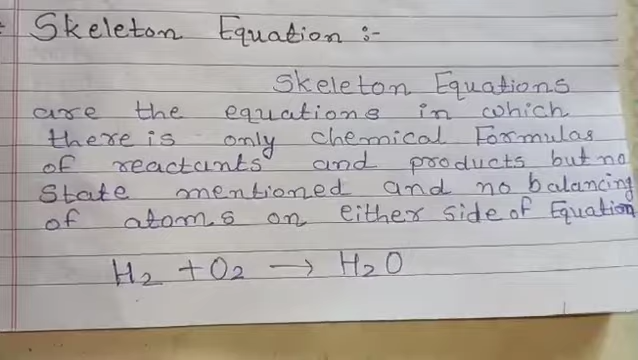 Skeleton Equation :-
Skeleton Equations
are the equations in which
there is only chemical Formulas
of reactants and products but no
State mentioned and no balancing
of atoms on either side of Equation
H2 + O2 → H2O